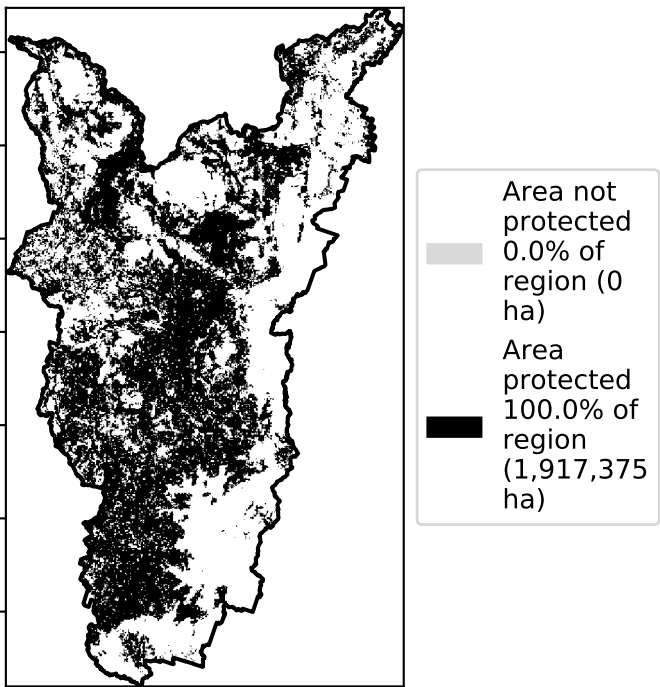 Area not
protected
0.0% of
region (0
ha)
Area
protected
100.0% of
region
(1,917,375
ha)